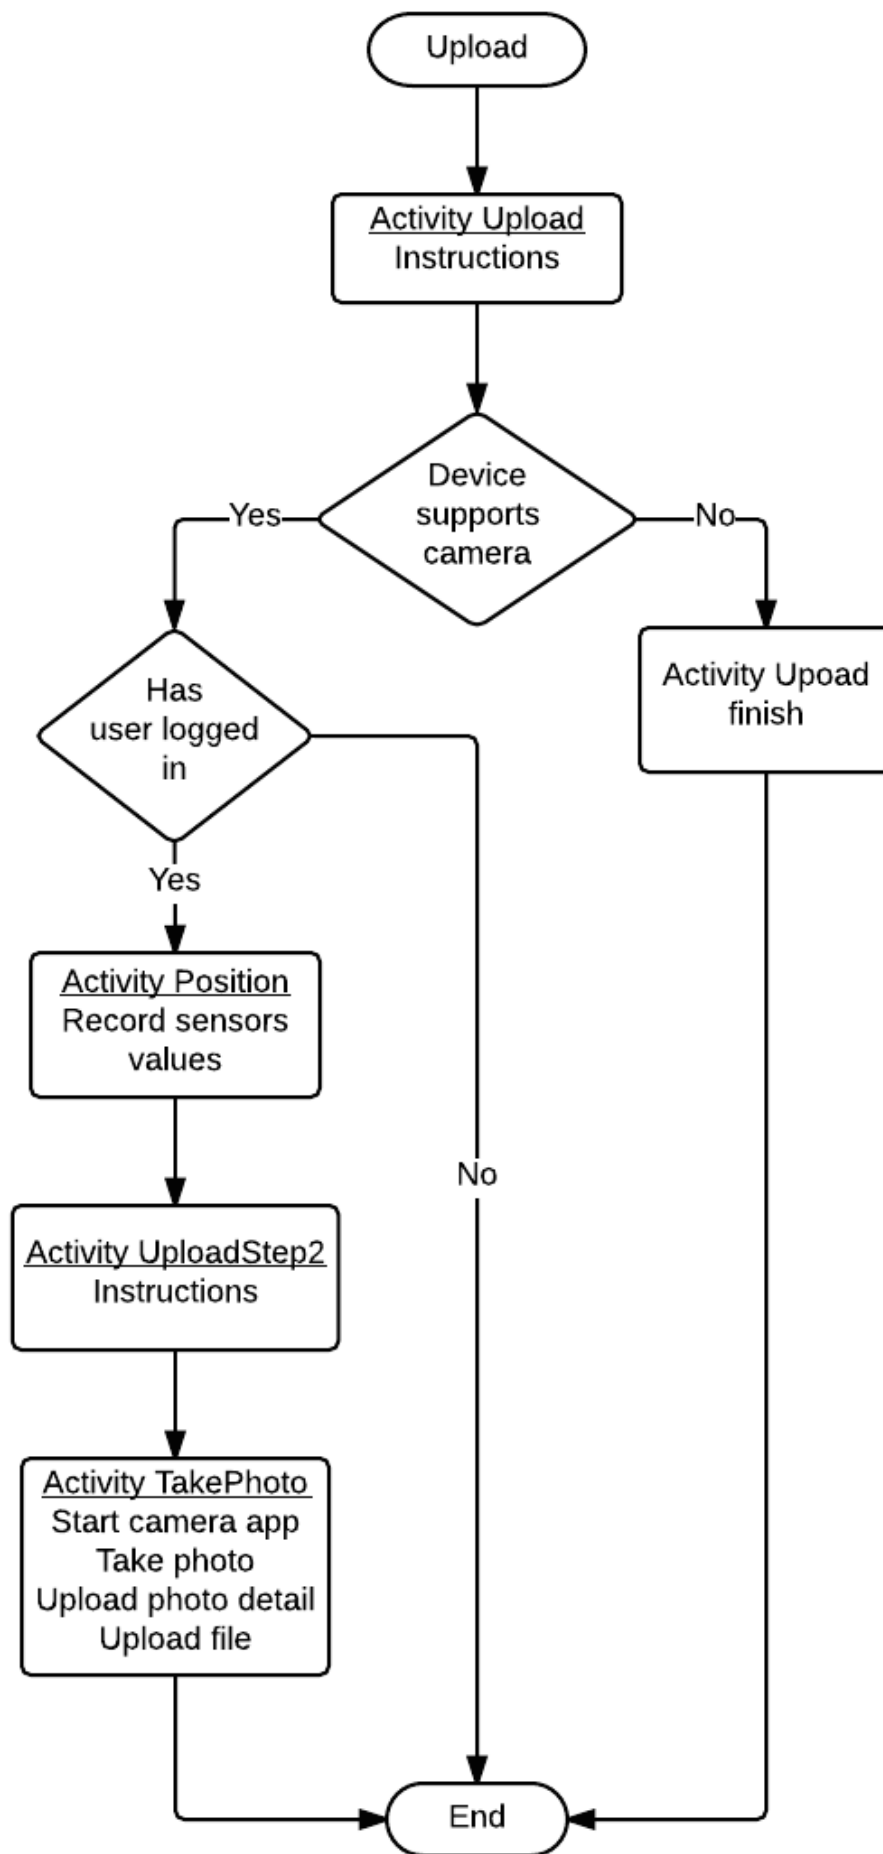 Upload
Activity Upload
Instructions
Device
supports
camera
Yes
No
Has
user logged
in
Activity Upoad
finish
Yes
Activity Position
Record sensors
values
No
Activity UploadStep2
Instructions
Activity TakePhoto
Start camera app
Take photo
Upload photo detail
Upload file
End